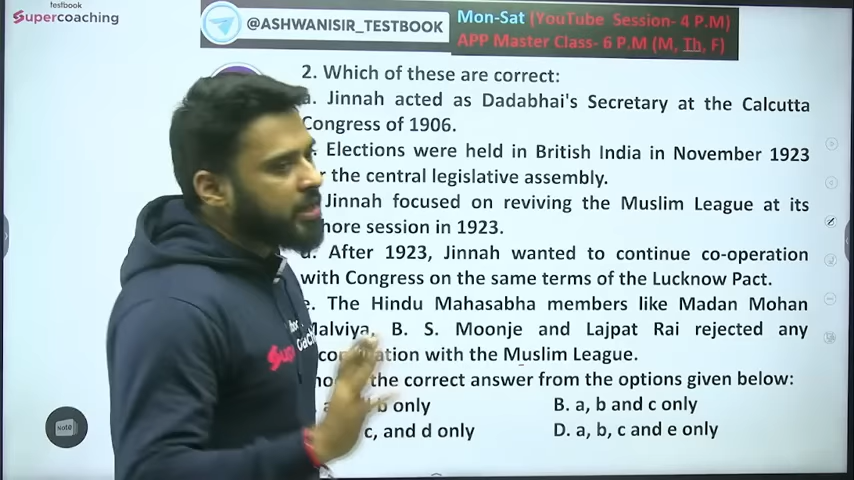 testbook
Supercoaching
@ASHWANISIR_TESTBOOK
Mon-Sat (YouTube Session- 4 P.M)
APP Master Class- 6 P.M (M, Th, F)
2. Which of these are correct:
a. Jinnah acted as Dadabhai's Secretary at the Calcutta
Congress of 1906.
. Elections were held in British India in November 1923
r the central legislative assembly.
Jinnah focused on reviving the Muslim League at its
hore session in 1923.
d. After 1923, Jinnah wanted to continue co-operation
with Congress on the same terms of the Lucknow Pact.
e. The Hindu Mahasabha members like Madan Mohan
Malviya, B. S. Moonje and Lajpat Rai rejected any
with the Muslim League.
the correct answer from the options given below:
b only
B. a, b and c only
c, and d only
D. a, b, c and e only
Note